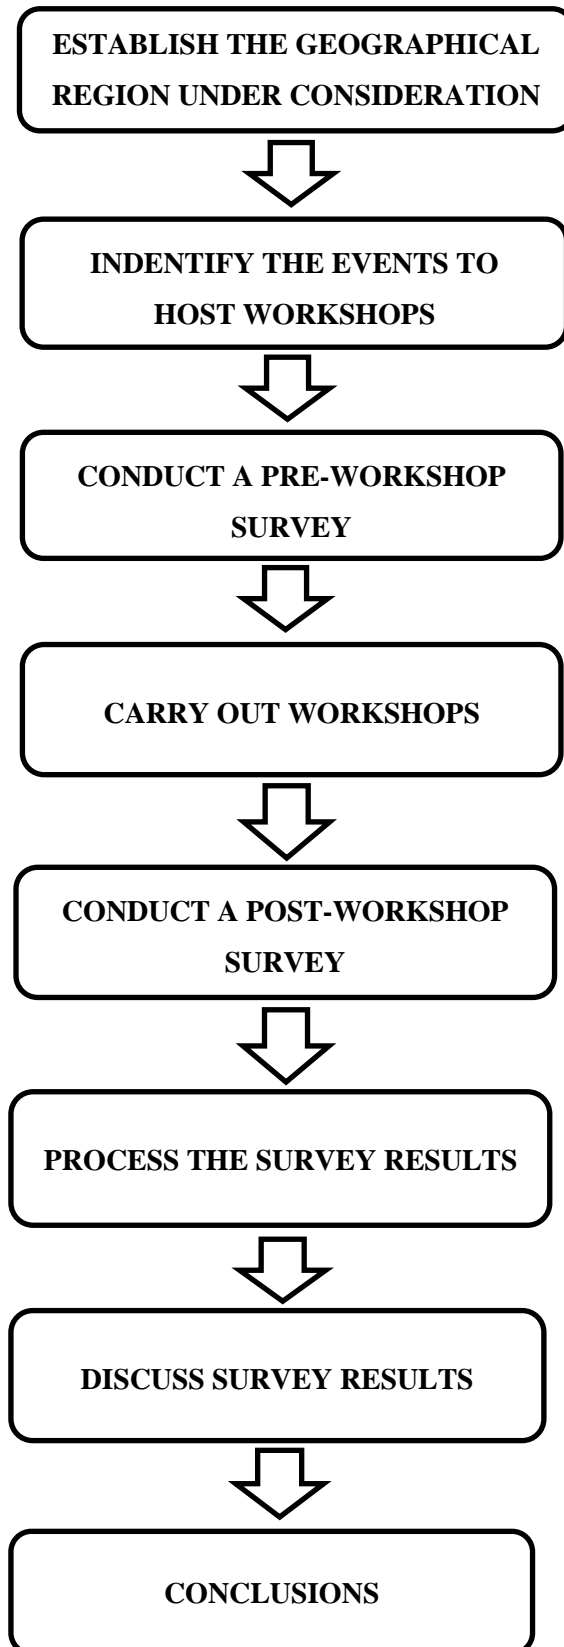 ESTABLISH THE GEOGRAPHICAL
REGION UNDER CONSIDERATION
INDENTIFY THE EVENTS TO
HOST WORKSHOPS
CONDUCT A PRE-WORKSHOP
SURVEY
CARRY OUT WORKSHOPS
CONDUCT A POST-WORKSHOP
SURVEY
PROCESS THE SURVEY RESULTS
DISCUSS SURVEY RESULTS
CONCLUSIONS